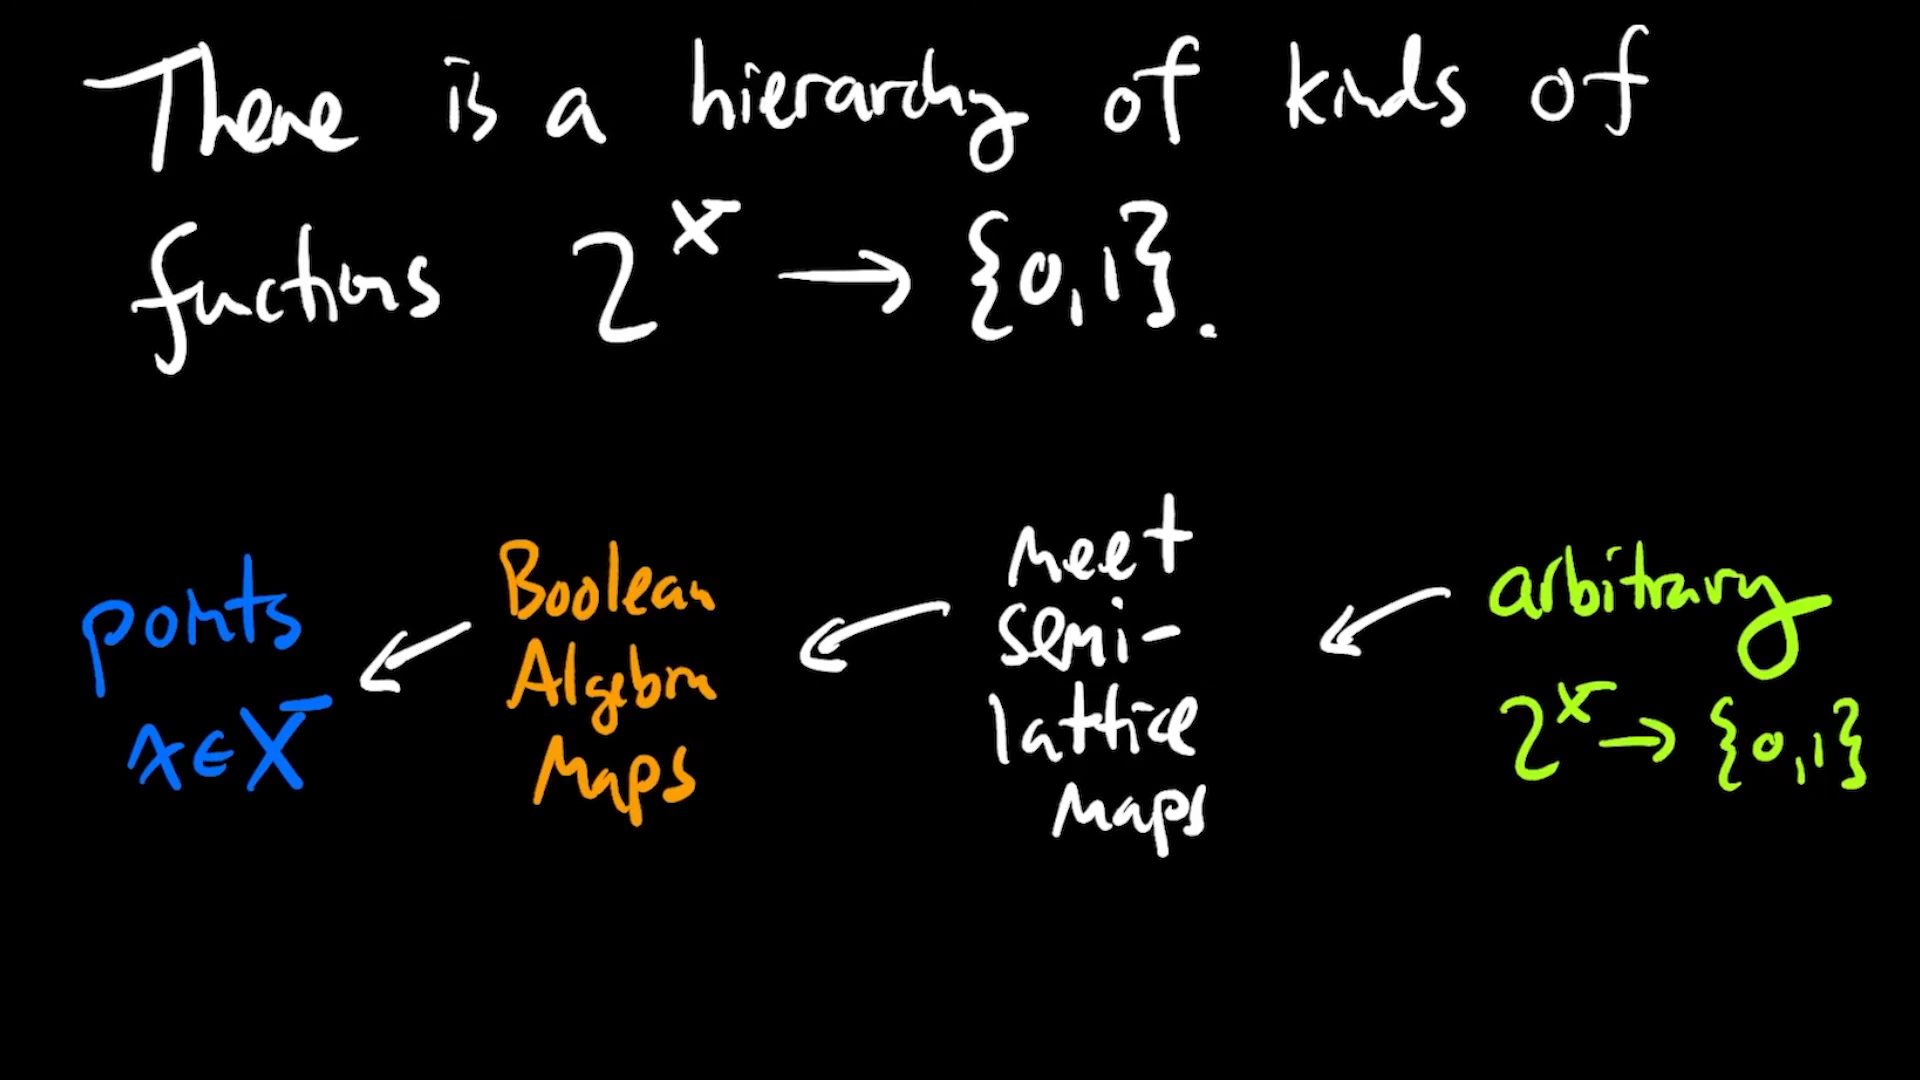 There is a hierarchy of kinds of
functions 2^X → {0,1}.
points
x ∈ X
Boolean
Algebra
Maps
meet
semi-
lattice
maps
arbitrary
2^X → {0,1}